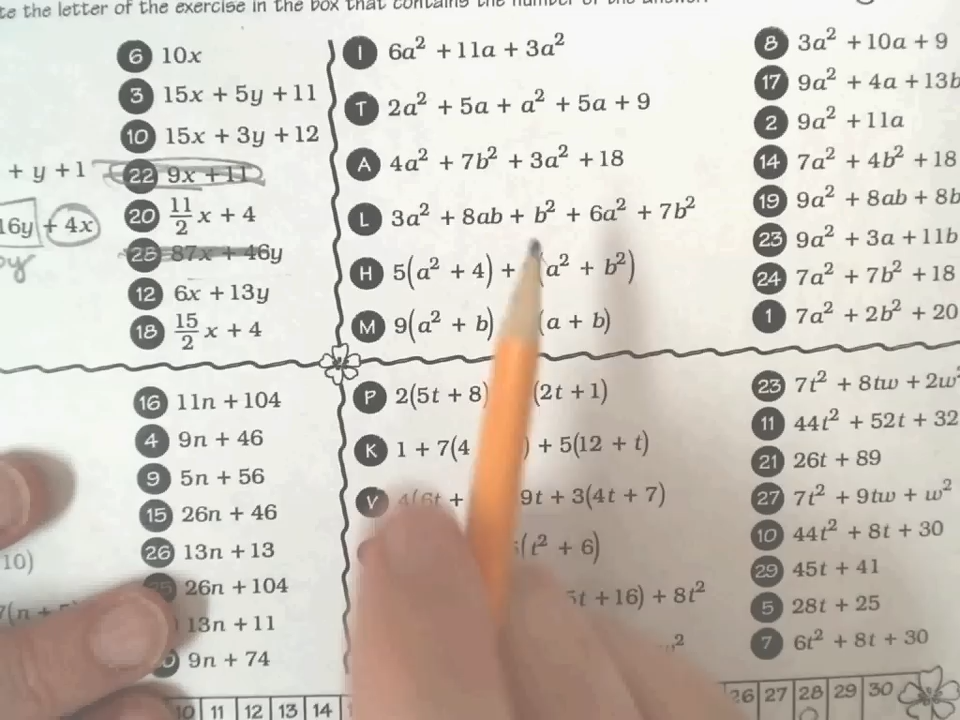 te the letter of the exercise in the box that contains the number of the answer.
6 10x
3 15x + 5y + 11
10 15x + 3y + 12
+ y + 1 22 9x + 11
16y + 4x 20 11/2 x + 4
28 87x + 46y
12 6x + 13y
18 15/2 x + 4
I 6a² + 11a + 3a²
T 2a² + 5a + a² + 5a + 9
A 4a² + 7b² + 3a² + 18
L 3a² + 8ab + b² + 6a² + 7b²
H 5(a² + 4) + (a² + b²)
M 9(a² + b) (a + b)
8 3a² + 10a + 9
17 9a² + 4a + 13b
2 9a² + 11a
14 7a² + 4b² + 18
19 9a² + 8ab + 8b
23 9a² + 3a + 11b
24 7a² + 7b² + 18
1 7a² + 2b² + 20
16 11n + 104
4 9n + 46
9 5n + 56
15 26n + 46
26 13n + 13
10) 26n + 104
13n + 11
9n + 74
P 2(5t + 8) (2t + 1)
K 1 + 7(4 ) + 5(12 + t)
V 4(6t + 9t + 3(4t + 7)
(t² + 6)
5t + 16) + 8t²
23 7t² + 8tw + 2w²
11 44t² + 52t + 32
21 26t + 89
27 7t² + 9tw + w²
10 44t² + 8t + 30
29 45t + 41
5 28t + 25
7 6t² + 8t + 30
10 11 12 13 14 26 27 28 29 30